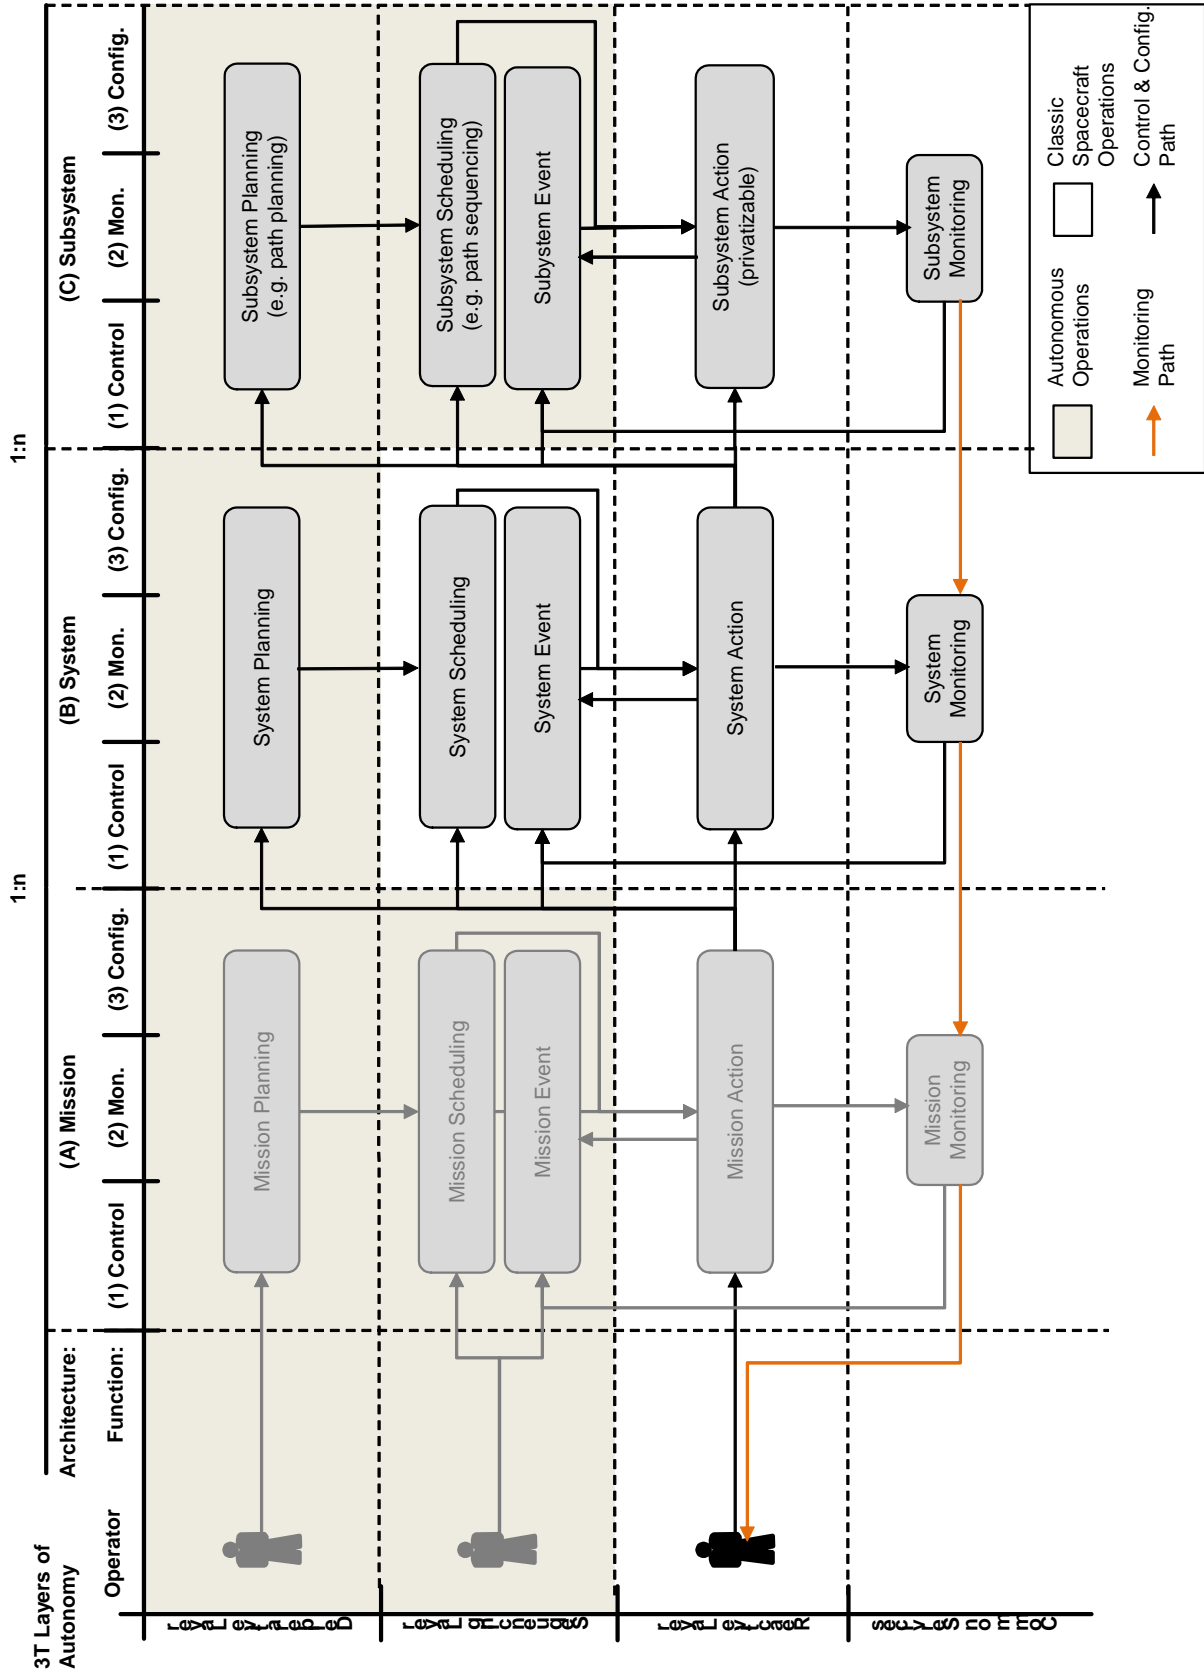 3T Layers of
Autonomy
Architecture:
(A) Mission
1:n
(B) System
1:n
(C) Subsystem
Operator
Function:
(1) Control
(2) Mon.
(3) Config.
(1) Control
(2) Mon.
(3) Config.
(1) Control
(2) Mon.
(3) Config.
Mission Planning
System Planning
Subsystem Planning
(e.g. path planning)
Mission Scheduling
System Scheduling
Subsystem Scheduling
(e.g. path sequencing)
Mission Event
System Event
Subystem Event
Mission Action
System Action
Subsystem Action
(privatizable)
Mission
Monitoring
System
Monitoring
Subsystem
Monitoring
Autonomous
Operations
Classic
Spacecraft
Operations
Monitoring
Path
Control & Config.
Path